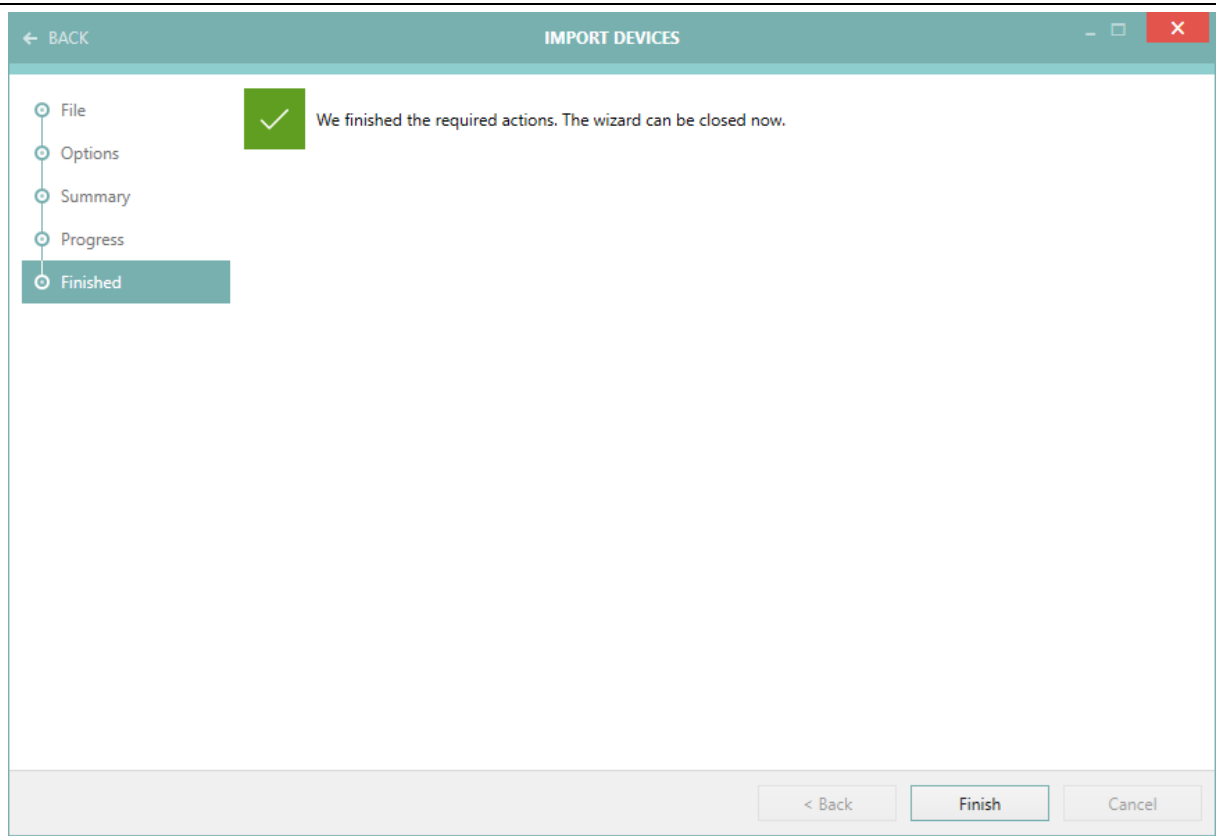 BACK
IMPORT DEVICES
File
Options
Summary
Progress
Finished
We finished the required actions. The wizard can be closed now.
< Back
Finish
Cancel